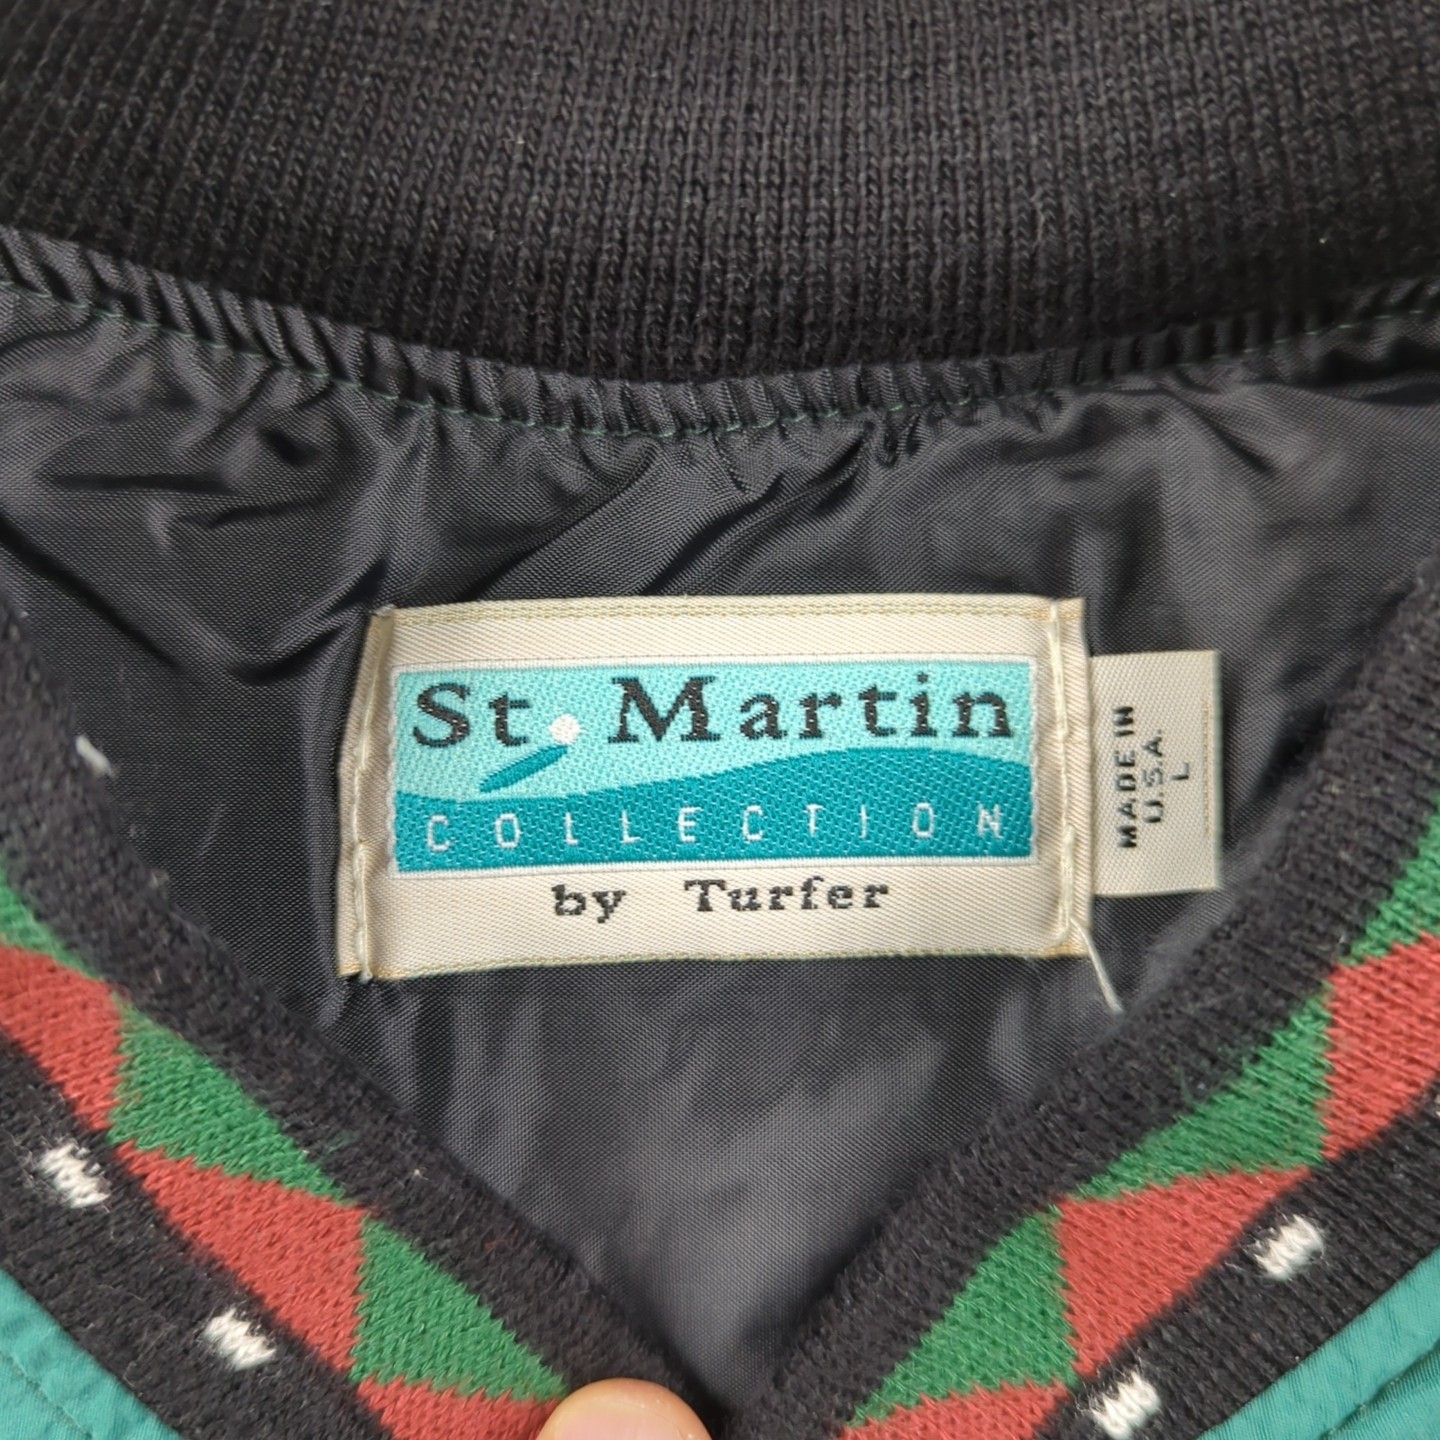 St. Martin
COLLECTION
by Turfer
MADE IN
U.S.A.
L